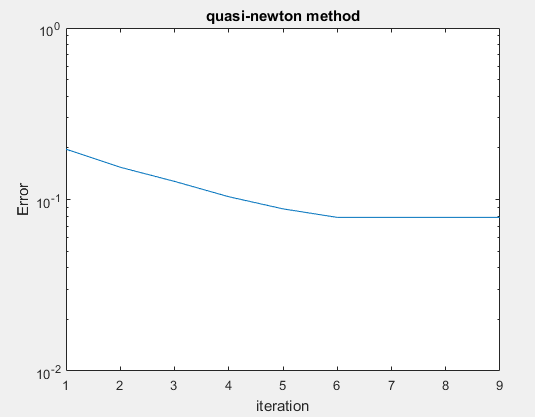 quasi-newton method
10^0
10^-1
10^-2
Error
1 2 3 4 5 6 7 8 9
iteration